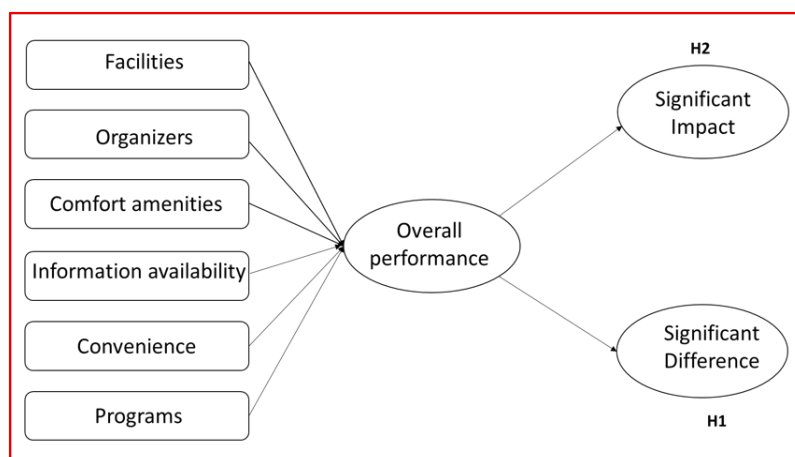 Facilities
Organizers
Comfort amenities
Information availability
Convenience
Programs
Overall
performance
H2
Significant
Impact
Significant
Difference
H1